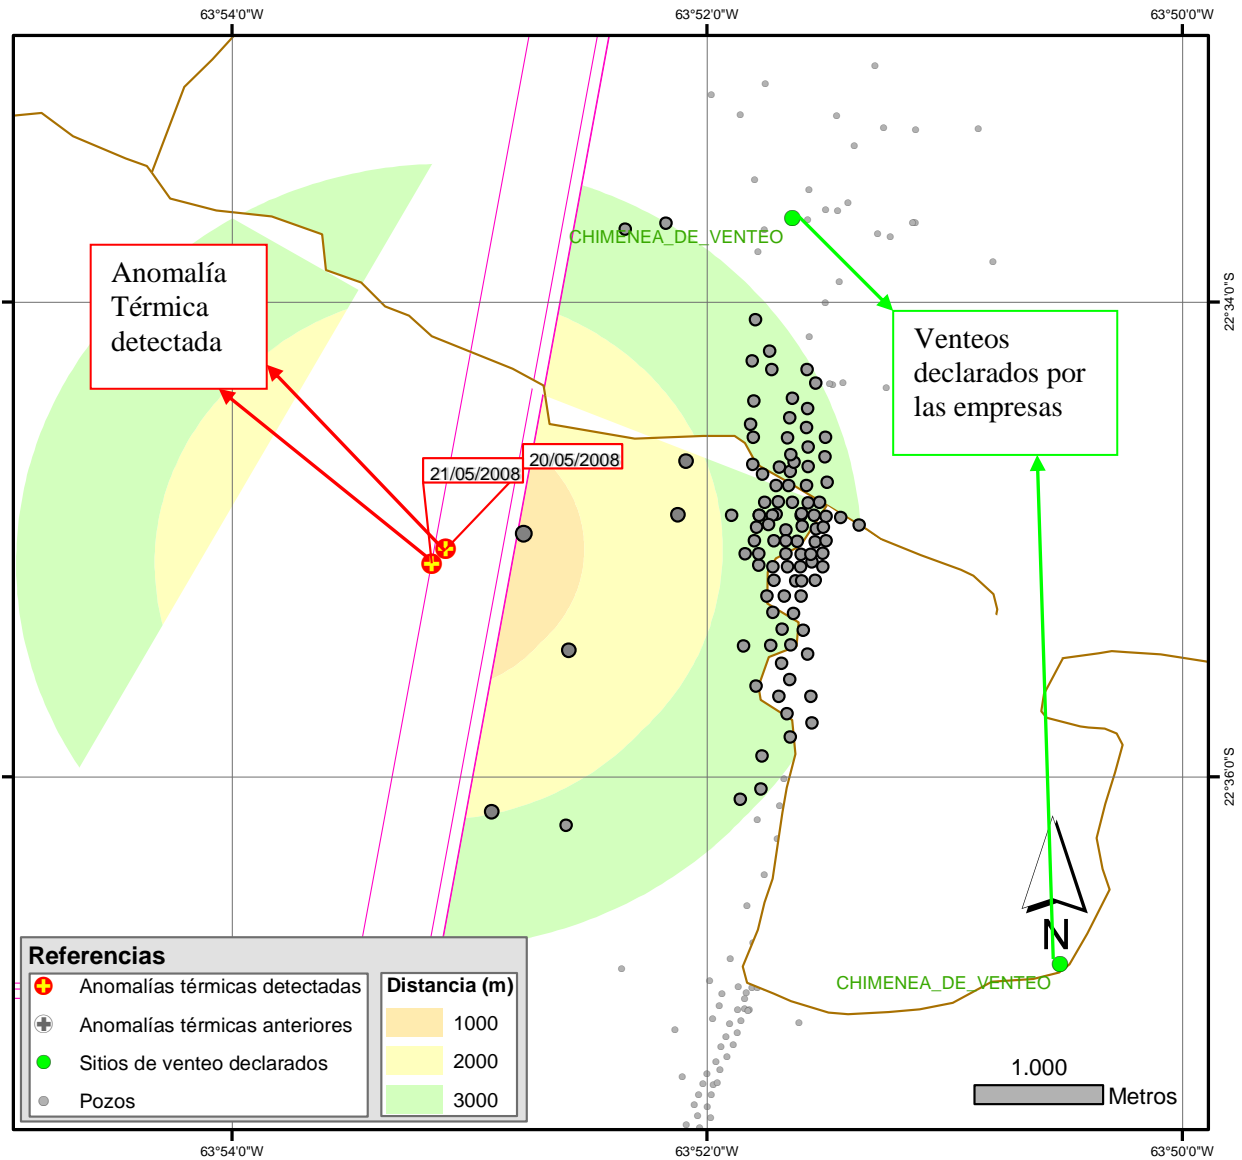 63°54'0"W
63°52'0"W
63°50'0"W
CHIMENEA_DE_VENTEO
Anomalía
Térmica
detectada
22°34'0"S
Venteos
declarados por
las empresas
20/05/2008
21/05/2008
22°36'0"S
N
CHIMENEA_DE_VENTEO
Referencias
Anomalías térmicas detectadas
Anomalías térmicas anteriores
Sitios de venteo declarados
Pozos
Distancia (m)
1000
2000
3000
1.000
Metros
63°54'0"W
63°52'0"W
63°50'0"W